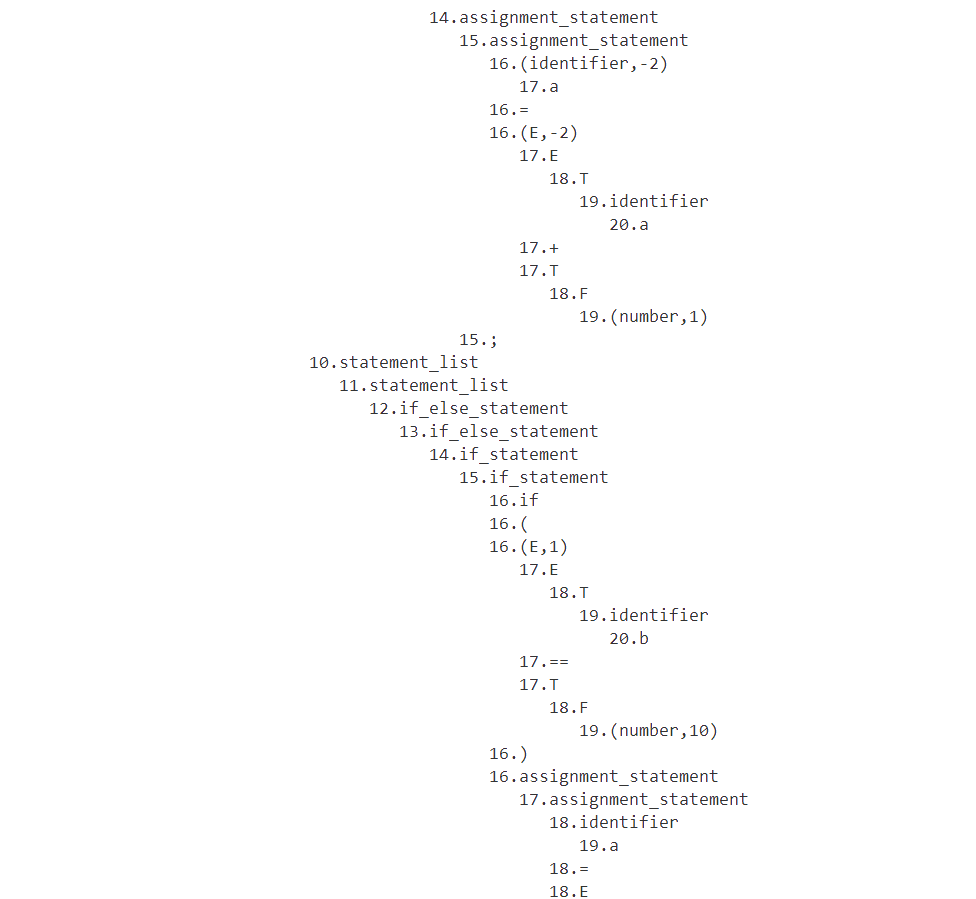 14.assignment_statement
15.assignment_statement
16.(identifier,-2)
17.a
16.=
16.(E,-2)
17.E
18.T
19.identifier
20.a
17.+
17.T
18.F
19.(number,1)
15.;
10.statement_list
11.statement_list
12.if_else_statement
13.if_else_statement
14.if_statement
15.if_statement
16.if
16.(
16.(E,1)
17.E
18.T
19.identifier
20.b
17.==
17.T
18.F
19.(number,10)
16.)
16.assignment_statement
17.assignment_statement
18.identifier
19.a
18.=
18.E